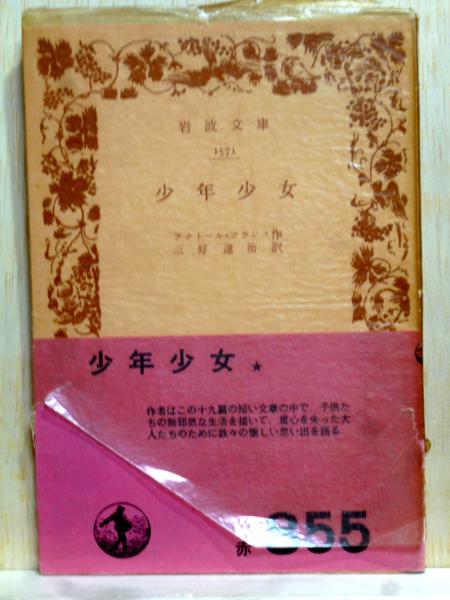 岩波文庫
1571
少年少女
アナトール・フランス作
三好達治訳
少年少女 ★
作者はこの十九篇の短い文章の中で、子供た
ちの無邪気な生活を描いて、童心を失った大
人たちのために数々の懐しい思い出を語る
赤 355